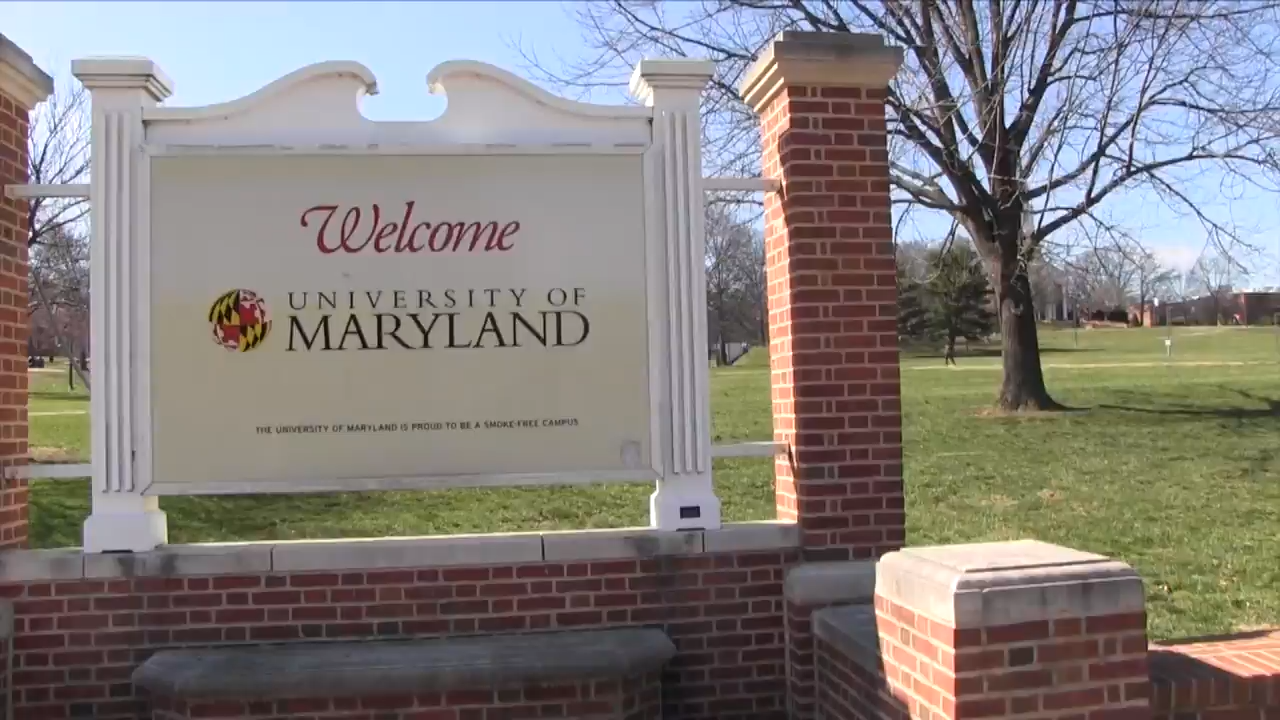 Welcome
UNIVERSITY OF
MARYLAND
THE UNIVERSITY OF MARYLAND IS PROUD TO BE A SMOKE-FREE CAMPUS